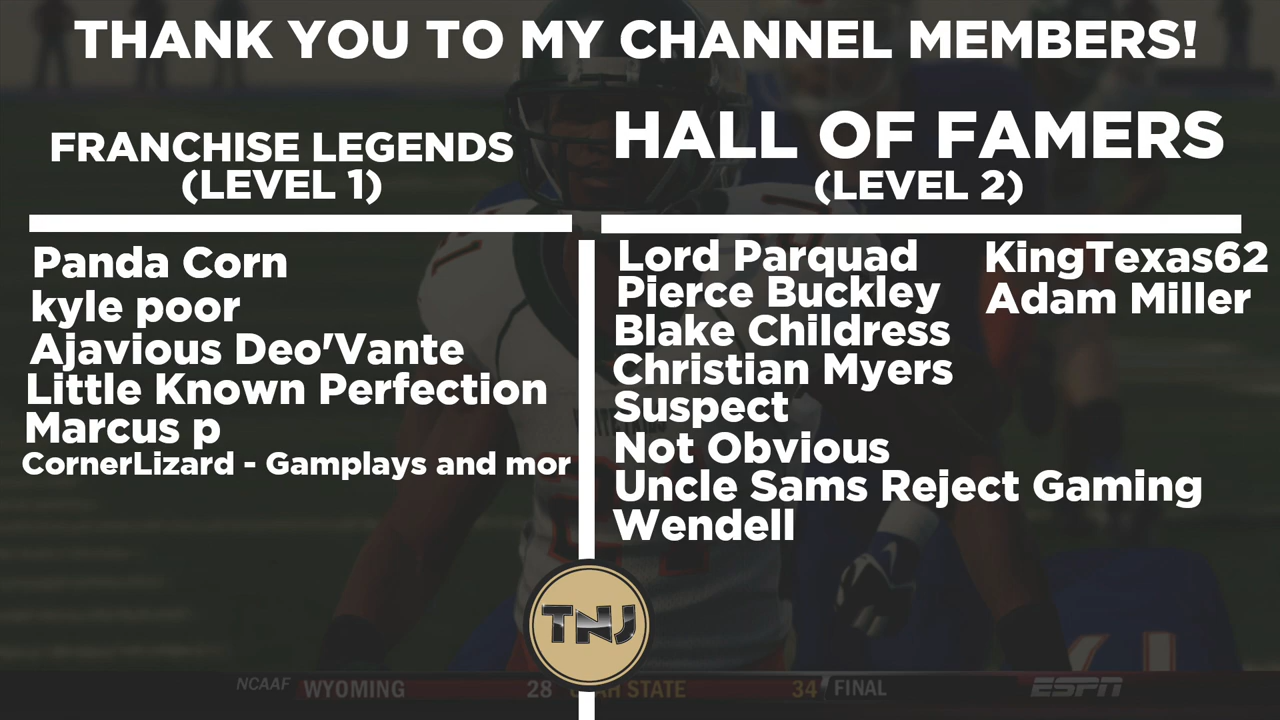 THANK YOU TO MY CHANNEL MEMBERS!
FRANCHISE LEGENDS
(LEVEL 1)
Panda Corn
kyle poor
Ajavious Deo'Vante
Little Known Perfection
Marcus p
CornerLizard - Gamplays and mor
HALL OF FAMERS
(LEVEL 2)
Lord Parquad
Pierce Buckley
Blake Childress
Christian Myers
Suspect
Not Obvious
Uncle Sams Reject Gaming
Wendell
KingTexas62
Adam Miller
TNJ
NCAAF WYOMING 28 UTAH STATE 34 FINAL ESPN